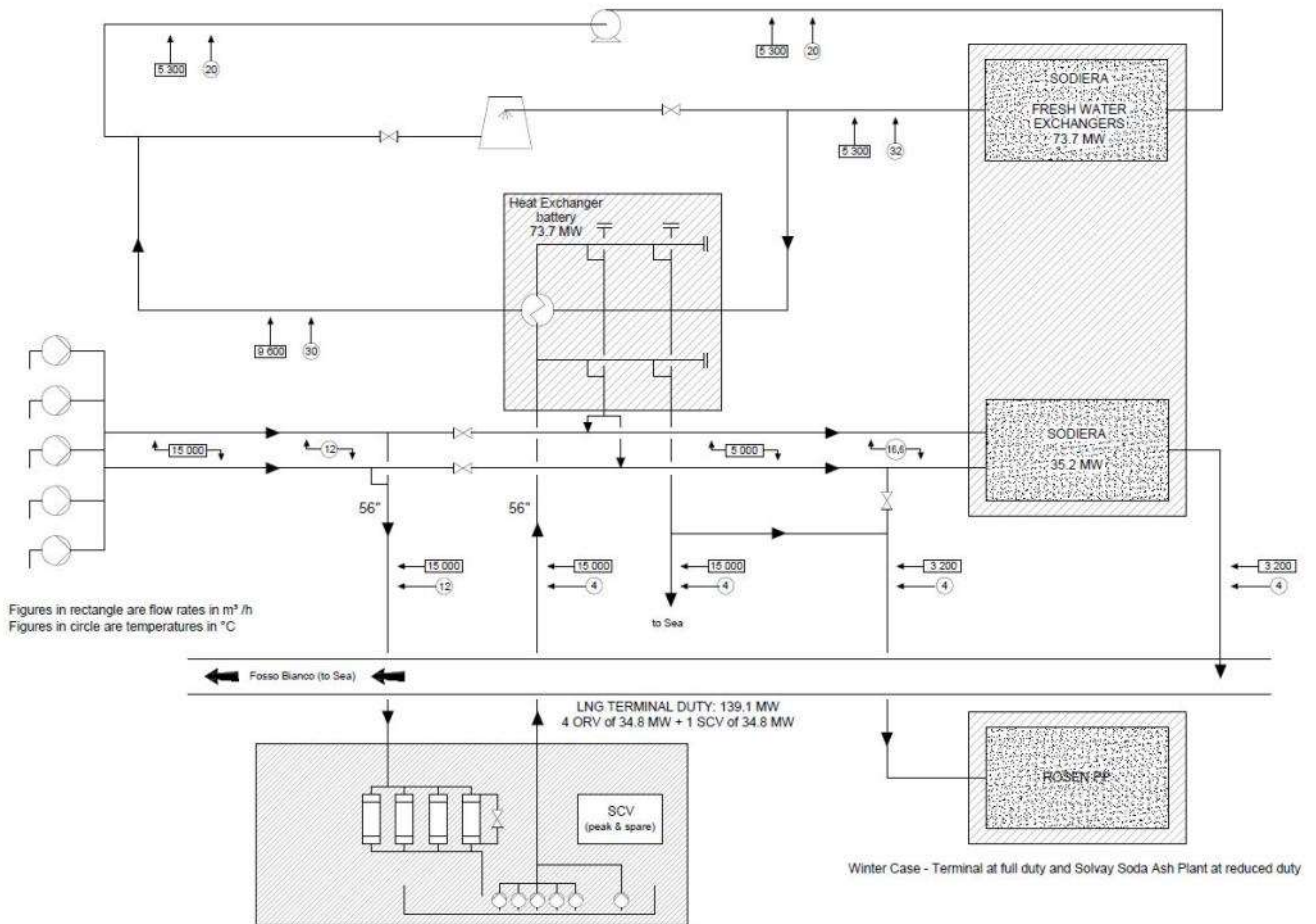 5 300
20
5 300
20
SODIERA
FRESH WATER
EXCHANGERS
73.7 MW
5 300
32
Heat Exchanger
battery
73.7 MW
9 600
30
15 000
12
5 000
16,6
SODIERA
35.2 MW
56"
56"
15 000
12
15 000
4
15 000
4
3 200
4
3 200
4
Figures in rectangle are flow rates in m³ /h
Figures in circle are temperatures in °C
to Sea
Fosso Bianco (to Sea)
LNG TERMINAL DUTY: 139.1 MW
4 ORV of 34.8 MW + 1 SCV of 34.8 MW
SCV
(peak & spare)
ROSEN PP
Winter Case - Terminal at full duty and Solvay Soda Ash Plant at reduced duty